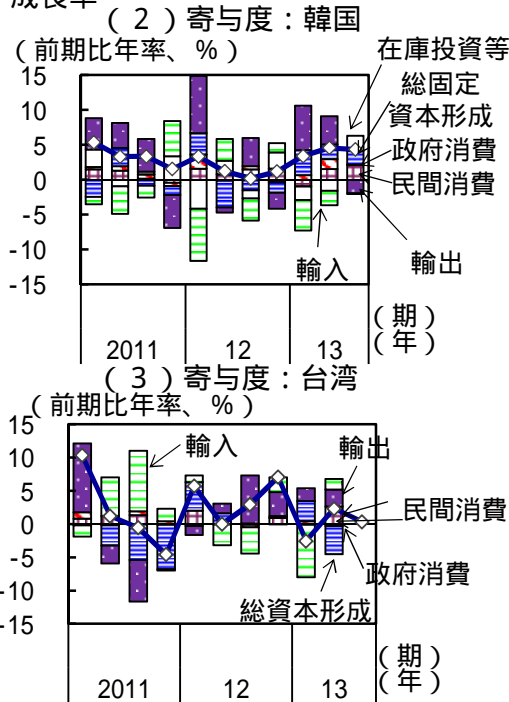 成長率
（２）寄与度：韓国
（前期比年率、％）
在庫投資等
総固定
資本形成
政府消費
民間消費
輸出
輸入
15
10
5
0
-5
-10
-15
2011
12
13
（期）
（年）
（３）寄与度：台湾
（前期比年率、％）
輸入
輸出
民間消費
政府消費
総資本形成
15
10
5
0
-5
-10
-15
2011
12
13
（期）
（年）